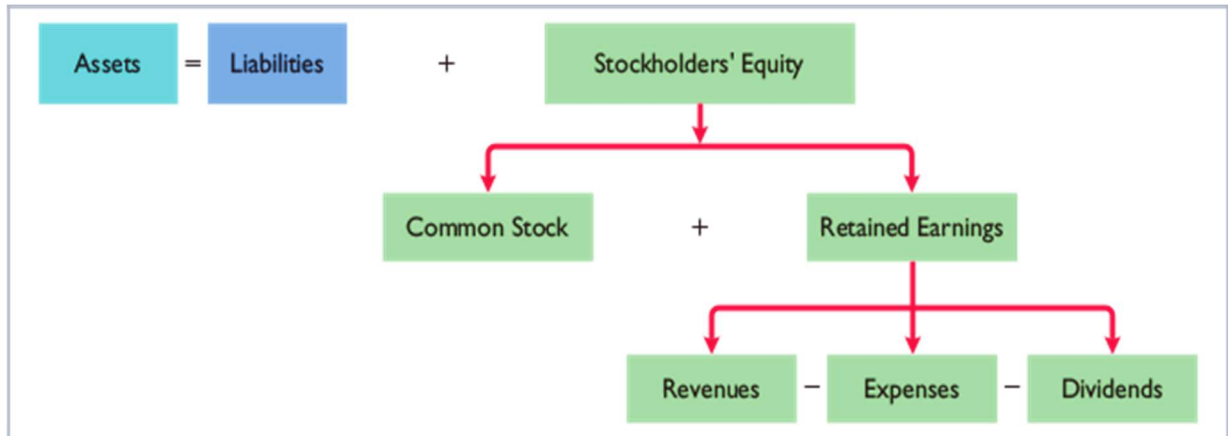 Assets = Liabilities + Stockholders' Equity
Common Stock + Retained Earnings
Revenues – Expenses – Dividends